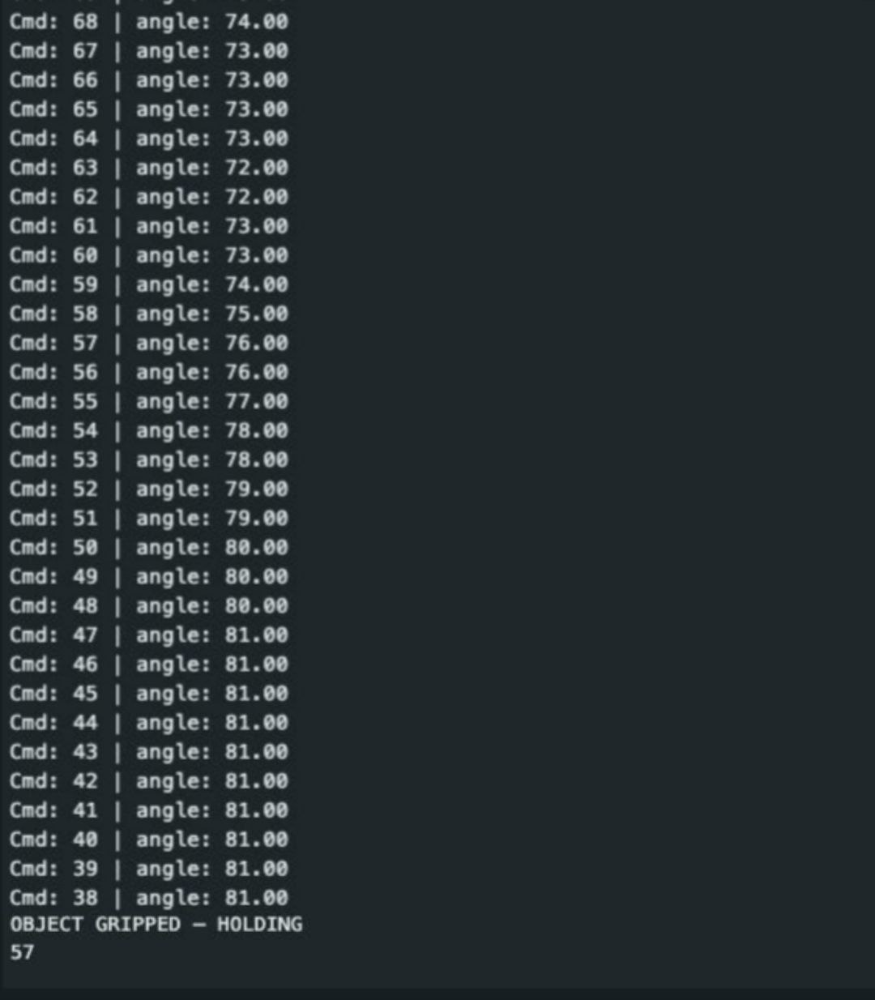 Cmd: 68 | angle: 74.00
Cmd: 67 | angle: 73.00
Cmd: 66 | angle: 73.00
Cmd: 65 | angle: 73.00
Cmd: 64 | angle: 73.00
Cmd: 63 | angle: 72.00
Cmd: 62 | angle: 72.00
Cmd: 61 | angle: 73.00
Cmd: 60 | angle: 73.00
Cmd: 59 | angle: 74.00
Cmd: 58 | angle: 75.00
Cmd: 57 | angle: 76.00
Cmd: 56 | angle: 76.00
Cmd: 55 | angle: 77.00
Cmd: 54 | angle: 78.00
Cmd: 53 | angle: 78.00
Cmd: 52 | angle: 79.00
Cmd: 51 | angle: 79.00
Cmd: 50 | angle: 80.00
Cmd: 49 | angle: 80.00
Cmd: 48 | angle: 80.00
Cmd: 47 | angle: 81.00
Cmd: 46 | angle: 81.00
Cmd: 45 | angle: 81.00
Cmd: 44 | angle: 81.00
Cmd: 43 | angle: 81.00
Cmd: 42 | angle: 81.00
Cmd: 41 | angle: 81.00
Cmd: 40 | angle: 81.00
Cmd: 39 | angle: 81.00
Cmd: 38 | angle: 81.00
OBJECT GRIPPED — HOLDING
57